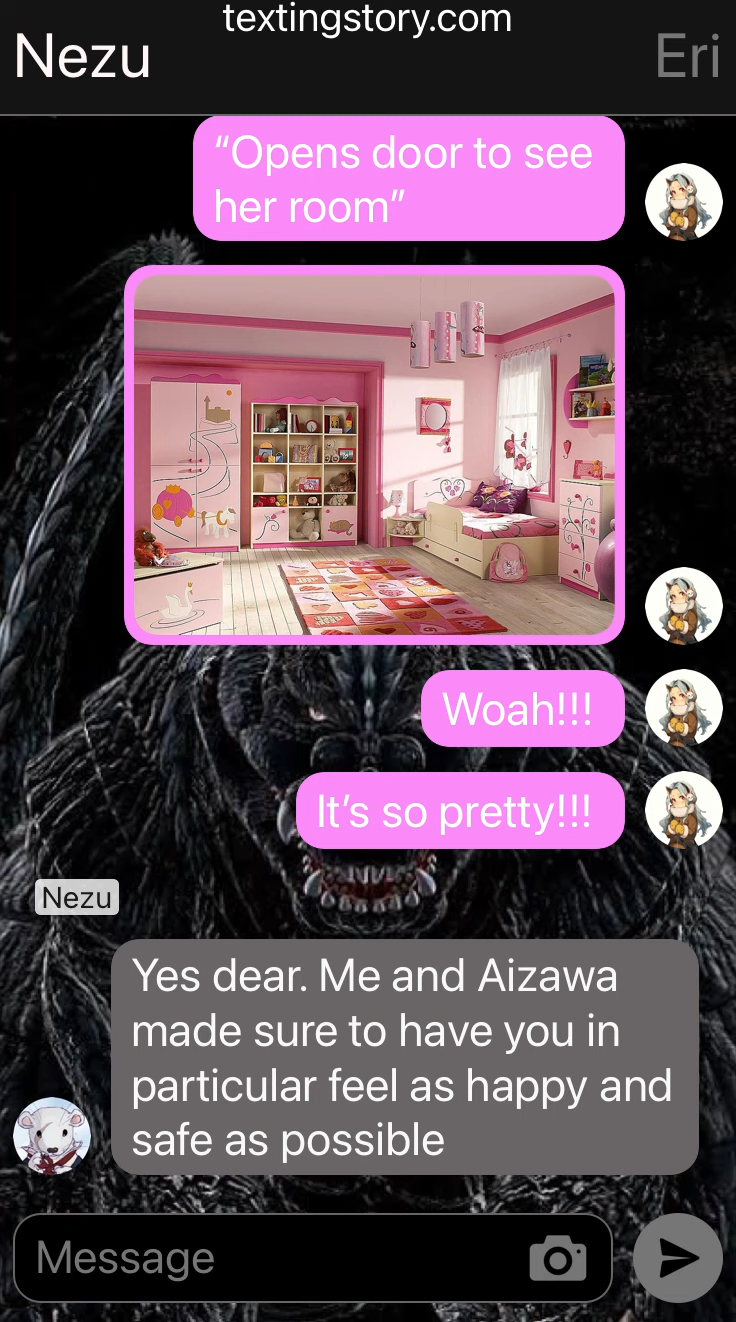 textingstory.com
Nezu
Eri
“Opens door to see
her room”
Woah!!!
It’s so pretty!!!
Nezu
Yes dear. Me and Aizawa
made sure to have you in
particular feel as happy and
safe as possible
Message